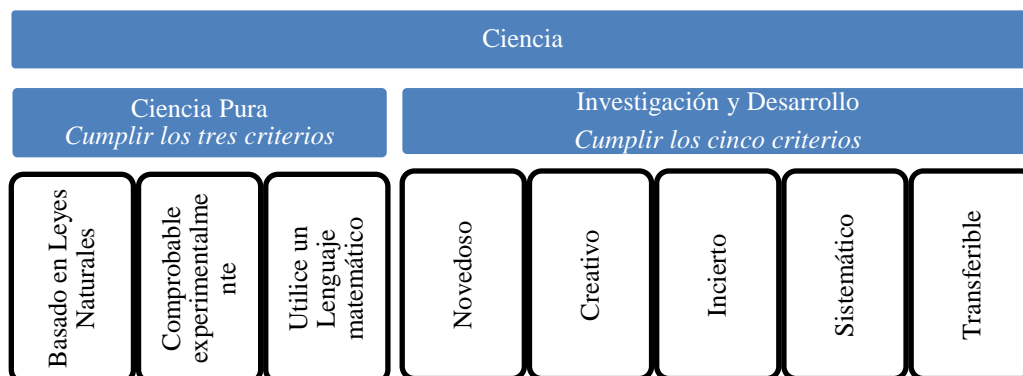 Ciencia
Ciencia Pura
Cumplir los tres criterios
Investigación y Desarrollo
Cumplir los cinco criterios
Basado en Leyes
Naturales
Comprobable
experimentalme
nte
Utilice un
Lenguaje
matemático
Novedoso
Creativo
Incierto
Sistemático
Transferible